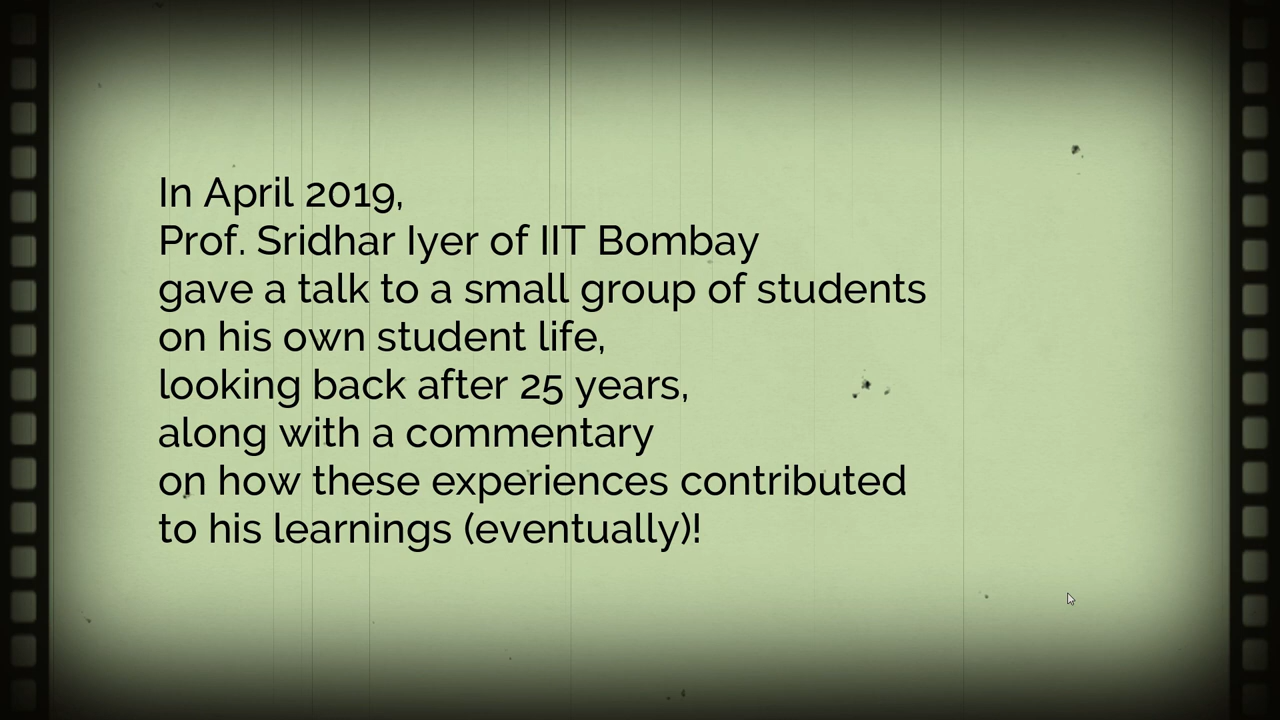 In April 2019,
Prof. Sridhar Iyer of IIT Bombay
gave a talk to a small group of students
on his own student life,
looking back after 25 years,
along with a commentary
on how these experiences contributed
to his learnings (eventually)!